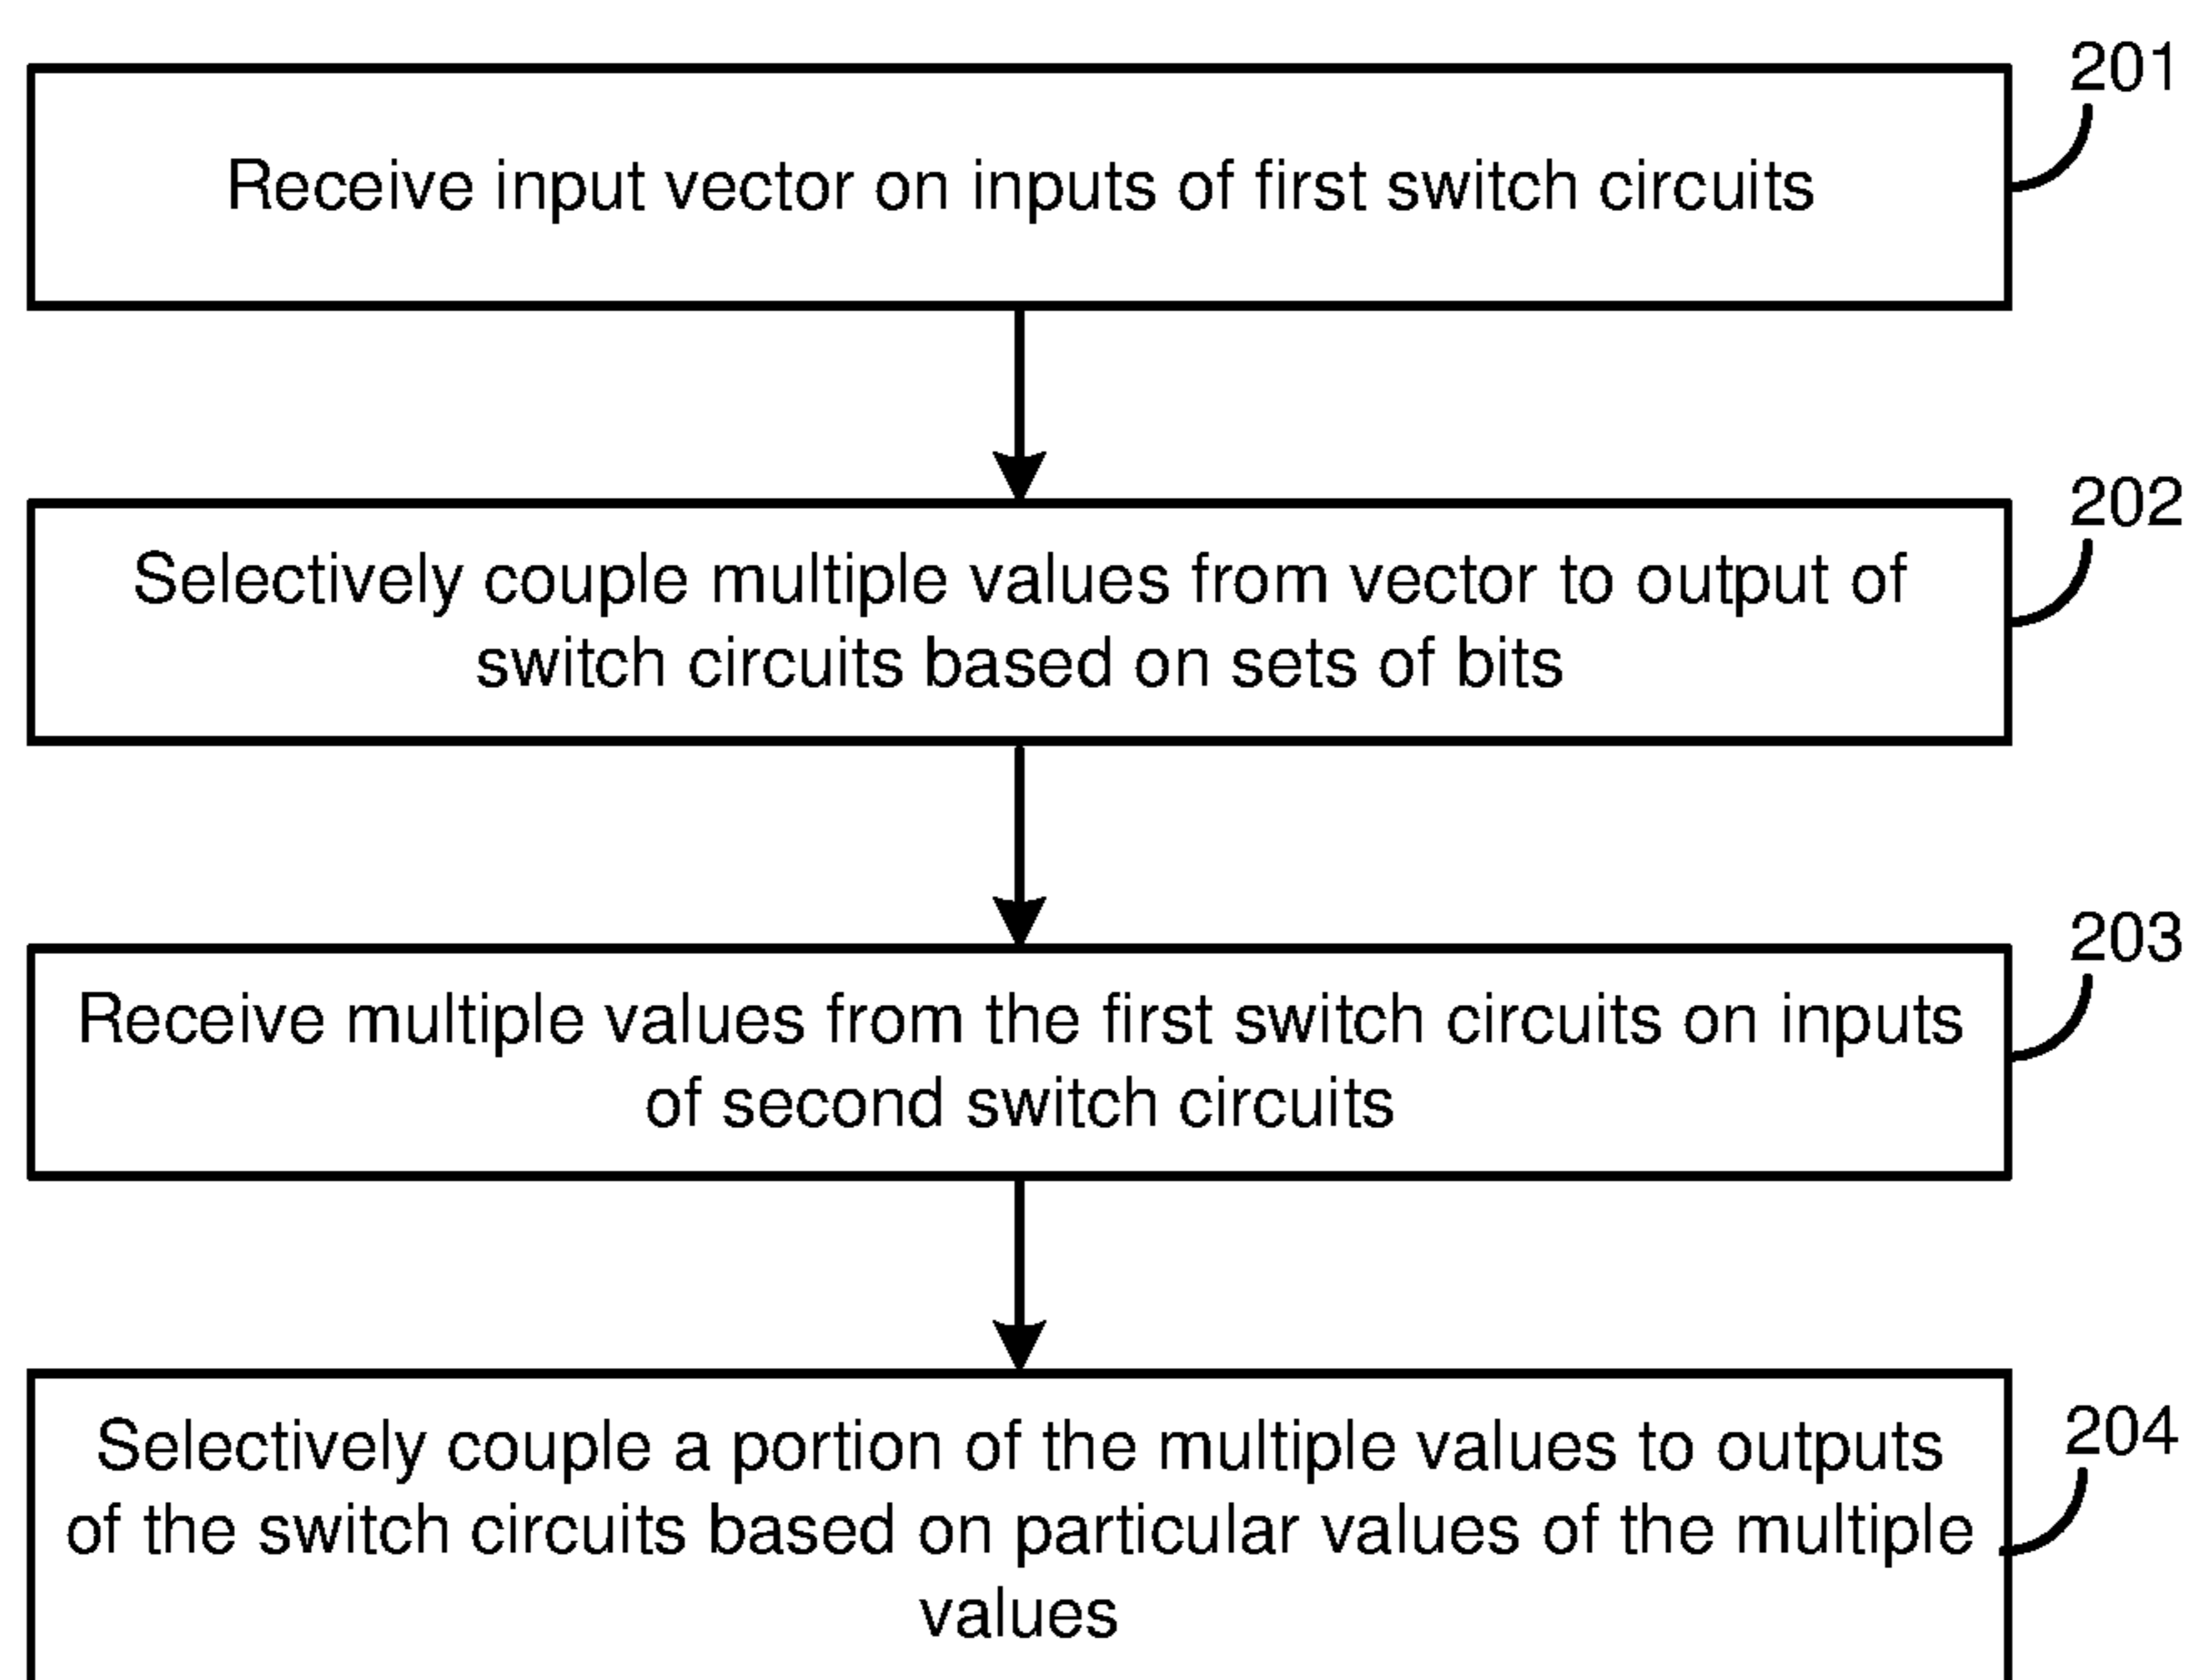 201
Receive input vector on inputs of first switch circuits
202
Selectively couple multiple values from vector to output of
switch circuits based on sets of bits
203
Receive multiple values from the first switch circuits on inputs
of second switch circuits
204
Selectively couple a portion of the multiple values to outputs
of the switch circuits based on particular values of the multiple
values